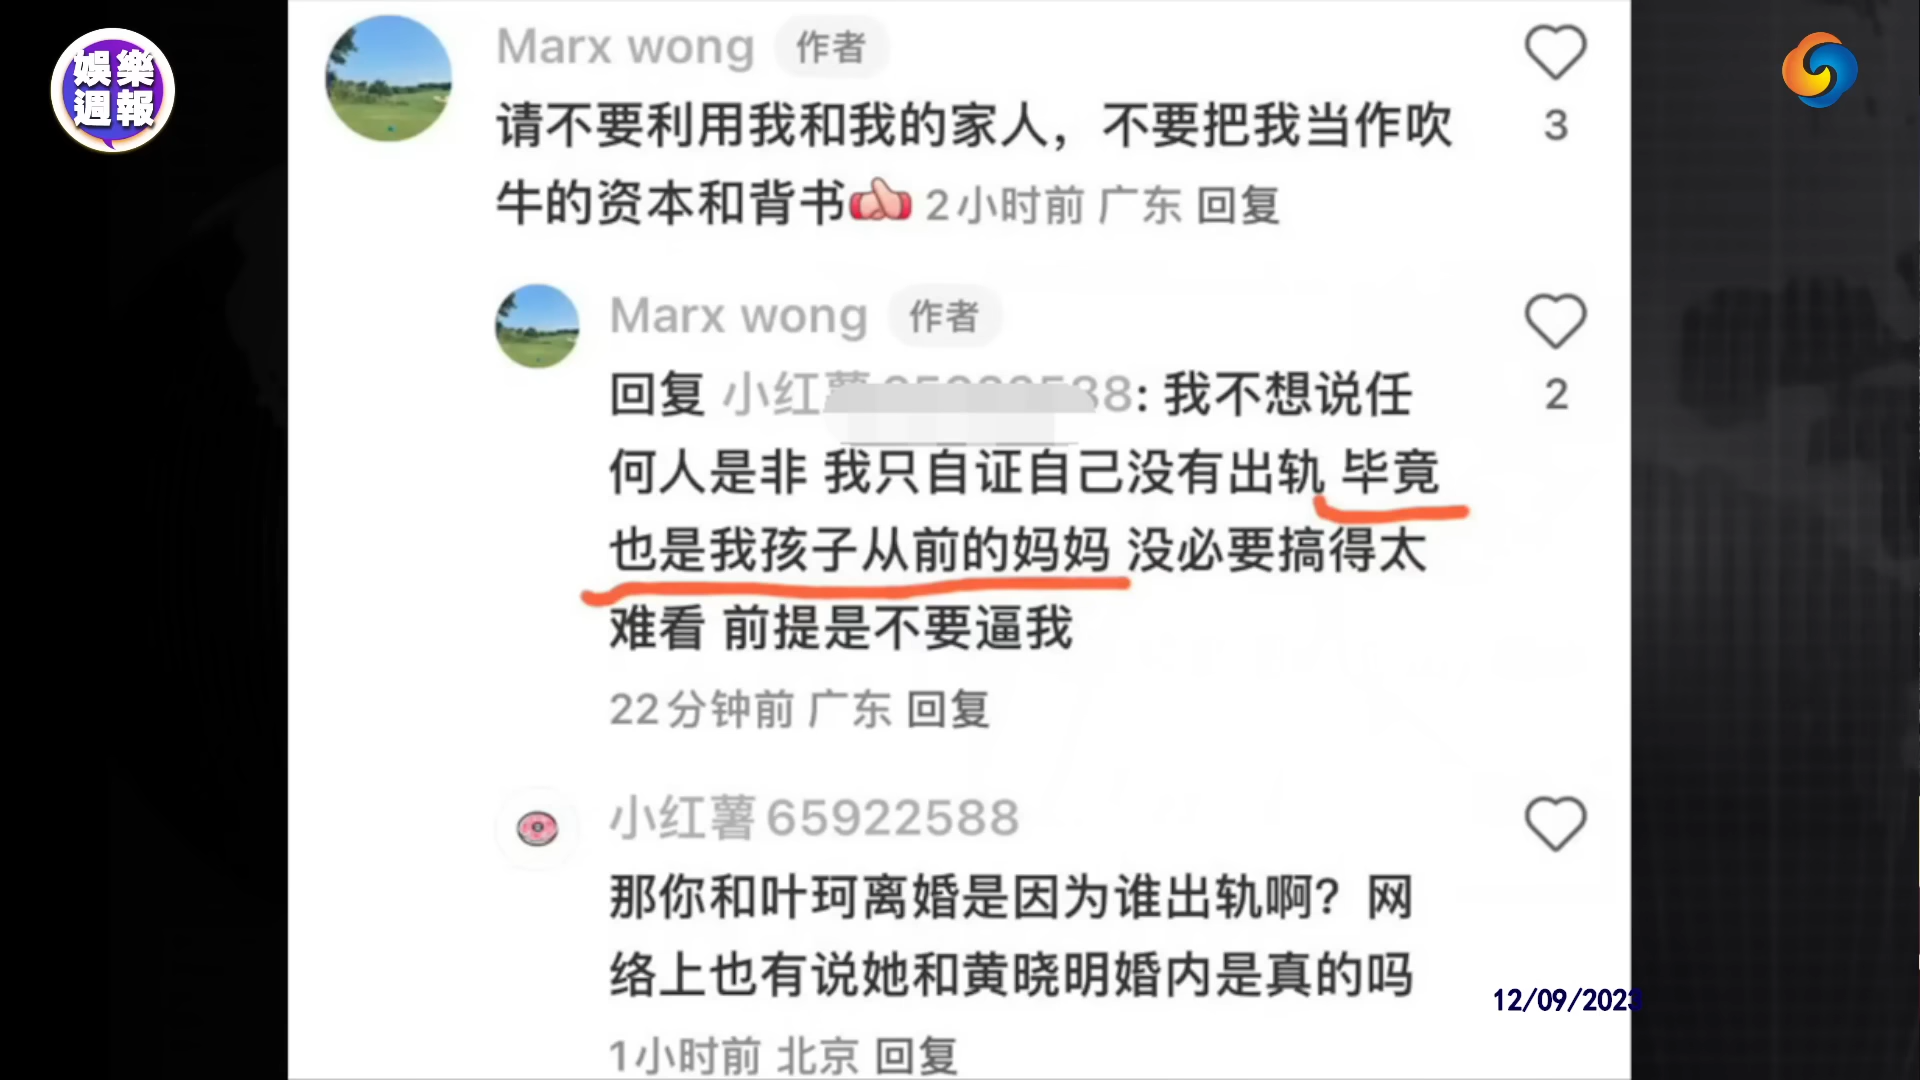 娛樂
週報
Marx wong 作者
请不要利用我和我的家人，不要把我当作吹
3
牛的资本和背书 2小时前 广东 回复
Marx wong 作者
回复 小红 88: 我不想说任
2
何人是非 我只自证自己没有出轨 毕竟
也是我孩子从前的妈妈 没必要搞得太
难看 前提是不要逼我
22分钟前 广东 回复
小红薯65922588
那你和叶珂离婚是因为谁出轨啊？网
络上也有说她和黄晓明婚内是真的吗
12/09/2023
1小时前 北京 回复